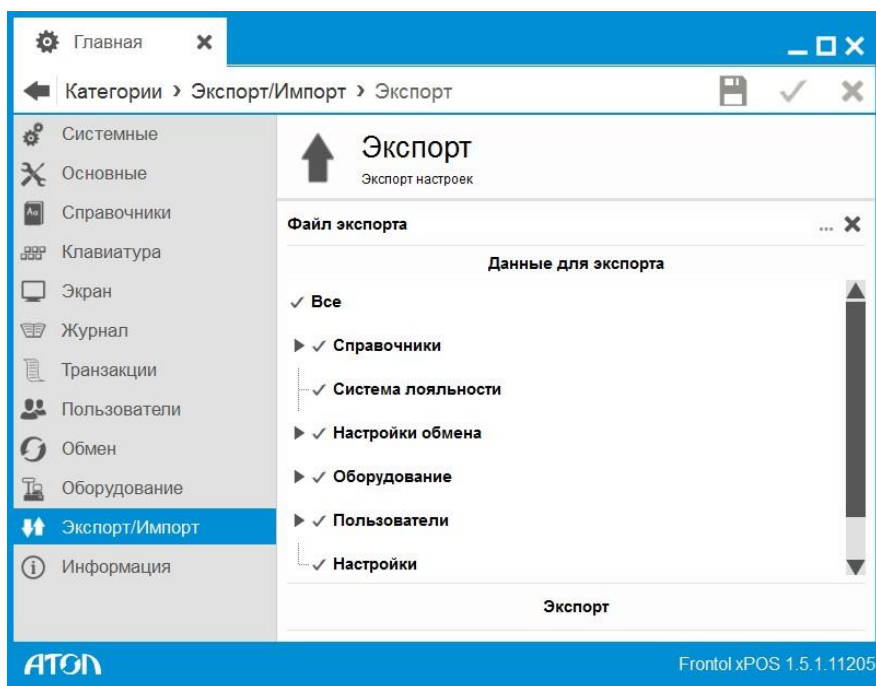 Главная
Категории › Экспорт/Импорт › Экспорт
Системные
Основные
Справочники
Клавиатура
Экран
Журнал
Транзакции
Пользователи
Обмен
Оборудование
Экспорт/Импорт
Информация
Экспорт
Экспорт настроек
Файл экспорта ...
Данные для экспорта
Все
Справочники
Система лояльности
Настройки обмена
Оборудование
Пользователи
Настройки
Экспорт
АТОЛ
Frontol xPOS 1.5.1.11205